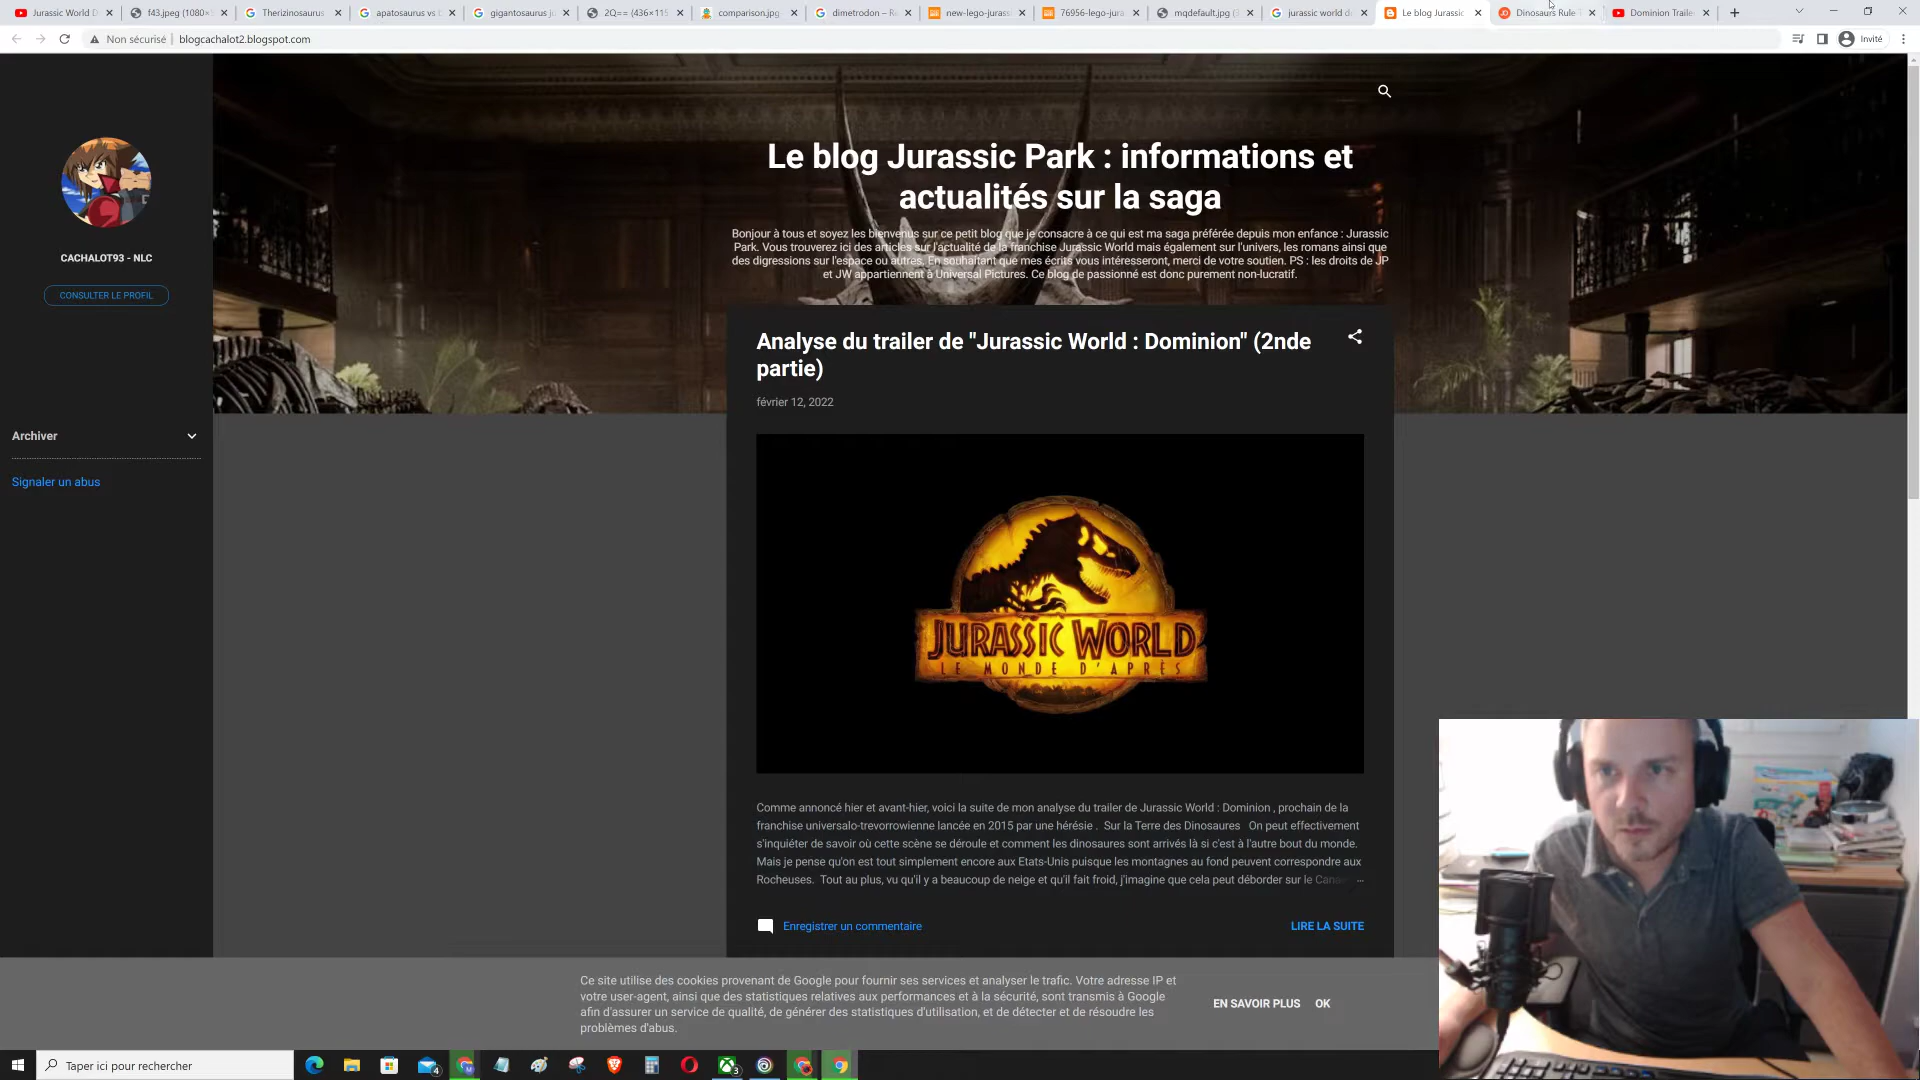 Jurassic World D
f43.jpeg (1080×
Therizinosaurus
apatosaurus vs b
gigantosaurus ju
2Q== (436×115
comparison.jpg
dimetrodon – Re
new-lego-jurass
76956-lego-jura
mqdefault.jpg (3
jurassic world do
Le blog Jurassic
Dinosaurs Rule
Dominion Traile
Non sécurisé
blogcachalot2.blogspot.com
Invité
CACHALOT93 - NLC
CONSULTER LE PROFIL
Archiver
Signaler un abus
Le blog Jurassic Park : informations et
actualités sur la saga
Bonjour à tous et soyez les bienvenus sur ce petit blog que je consacre à ce qui est ma saga préférée depuis mon enfance : Jurassic
Park. Vous trouverez ici des articles sur l'actualité de la franchise Jurassic World mais également sur l'univers, les romans ainsi que
des digressions sur l'espace ou autres. En souhaitant que mes écrits vous intéresseront, merci de votre soutien. PS : les droits de JP
et JW appartiennent à Universal Pictures. Ce blog de passionné est donc purement non-lucratif.
Analyse du trailer de "Jurassic World : Dominion" (2nde
partie)
février 12, 2022
JURASSIC WORLD
LE MONDE D'APRÈS
Comme annoncé hier et avant-hier, voici la suite de mon analyse du trailer de Jurassic World : Dominion , prochain de la
franchise universalo-trevorrowienne lancée en 2015 par une hérésie . Sur la Terre des Dinosaures On peut effectivement
s'inquiéter de savoir où cette scène se déroule et comment les dinosaures sont arrivés là si c'est à l'autre bout du monde.
Mais je pense qu'on est tout simplement encore aux Etats-Unis puisque les montagnes au fond peuvent correspondre aux
Rocheuses. Tout au plus, vu qu'il y a beaucoup de neige et qu'il fait froid, j'imagine que cela peut déborder sur le Cana ...
Enregistrer un commentaire
LIRE LA SUITE
Ce site utilise des cookies provenant de Google pour fournir ses services et analyser le trafic. Votre adresse IP et
votre user-agent, ainsi que des statistiques relatives aux performances et à la sécurité, sont transmis à Google
afin d'assurer un service de qualité, de générer des statistiques d'utilisation, et de détecter et de résoudre les
problèmes d'abus.
EN SAVOIR PLUS
OK
Taper ici pour rechercher
4
3